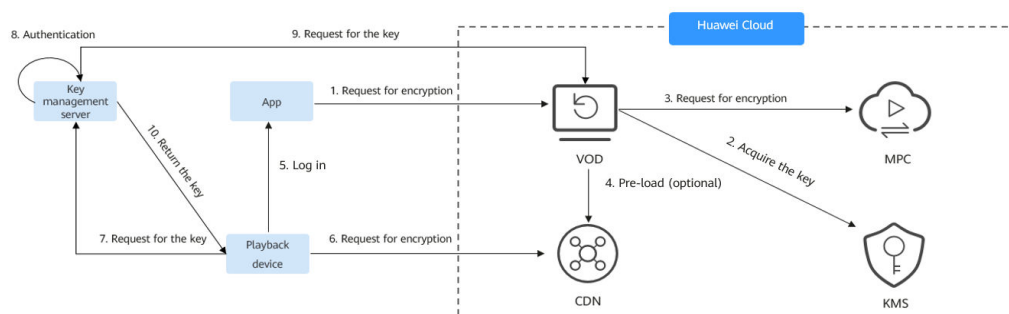 Huawei Cloud
8. Authentication
9. Request for the key
Key
management
server
App
1. Request for encryption
3. Request for encryption
10. Return the key
2. Acquire the key
VOD
MPC
5. Log in
4. Pre-load (optional)
7. Request for the key
Playback
device
6. Request for encryption
CDN
KMS